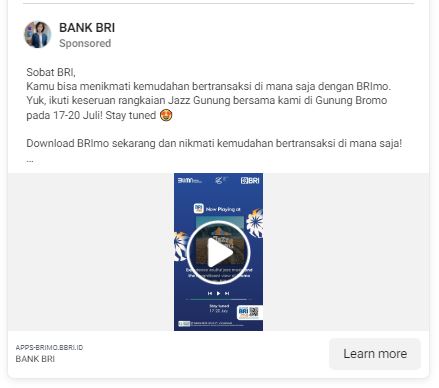 BANK BRI
Sponsored
Sobat BRI,
Kamu bisa menikmati kemudahan bertransaksi di mana saja dengan BRImo.
Yuk, ikuti keseruan rangkaian Jazz Gunung bersama kami di Gunung Bromo
pada 17-20 Juli! Stay tuned 🤩
Download BRImo sekarang dan nikmati kemudahan bertransaksi di mana saja!
...
BUMN
BRI
Now Playing at
Stay tuned
17-20 July
APPS-BRIMO.BBRI.ID
BANK BRI
Learn more